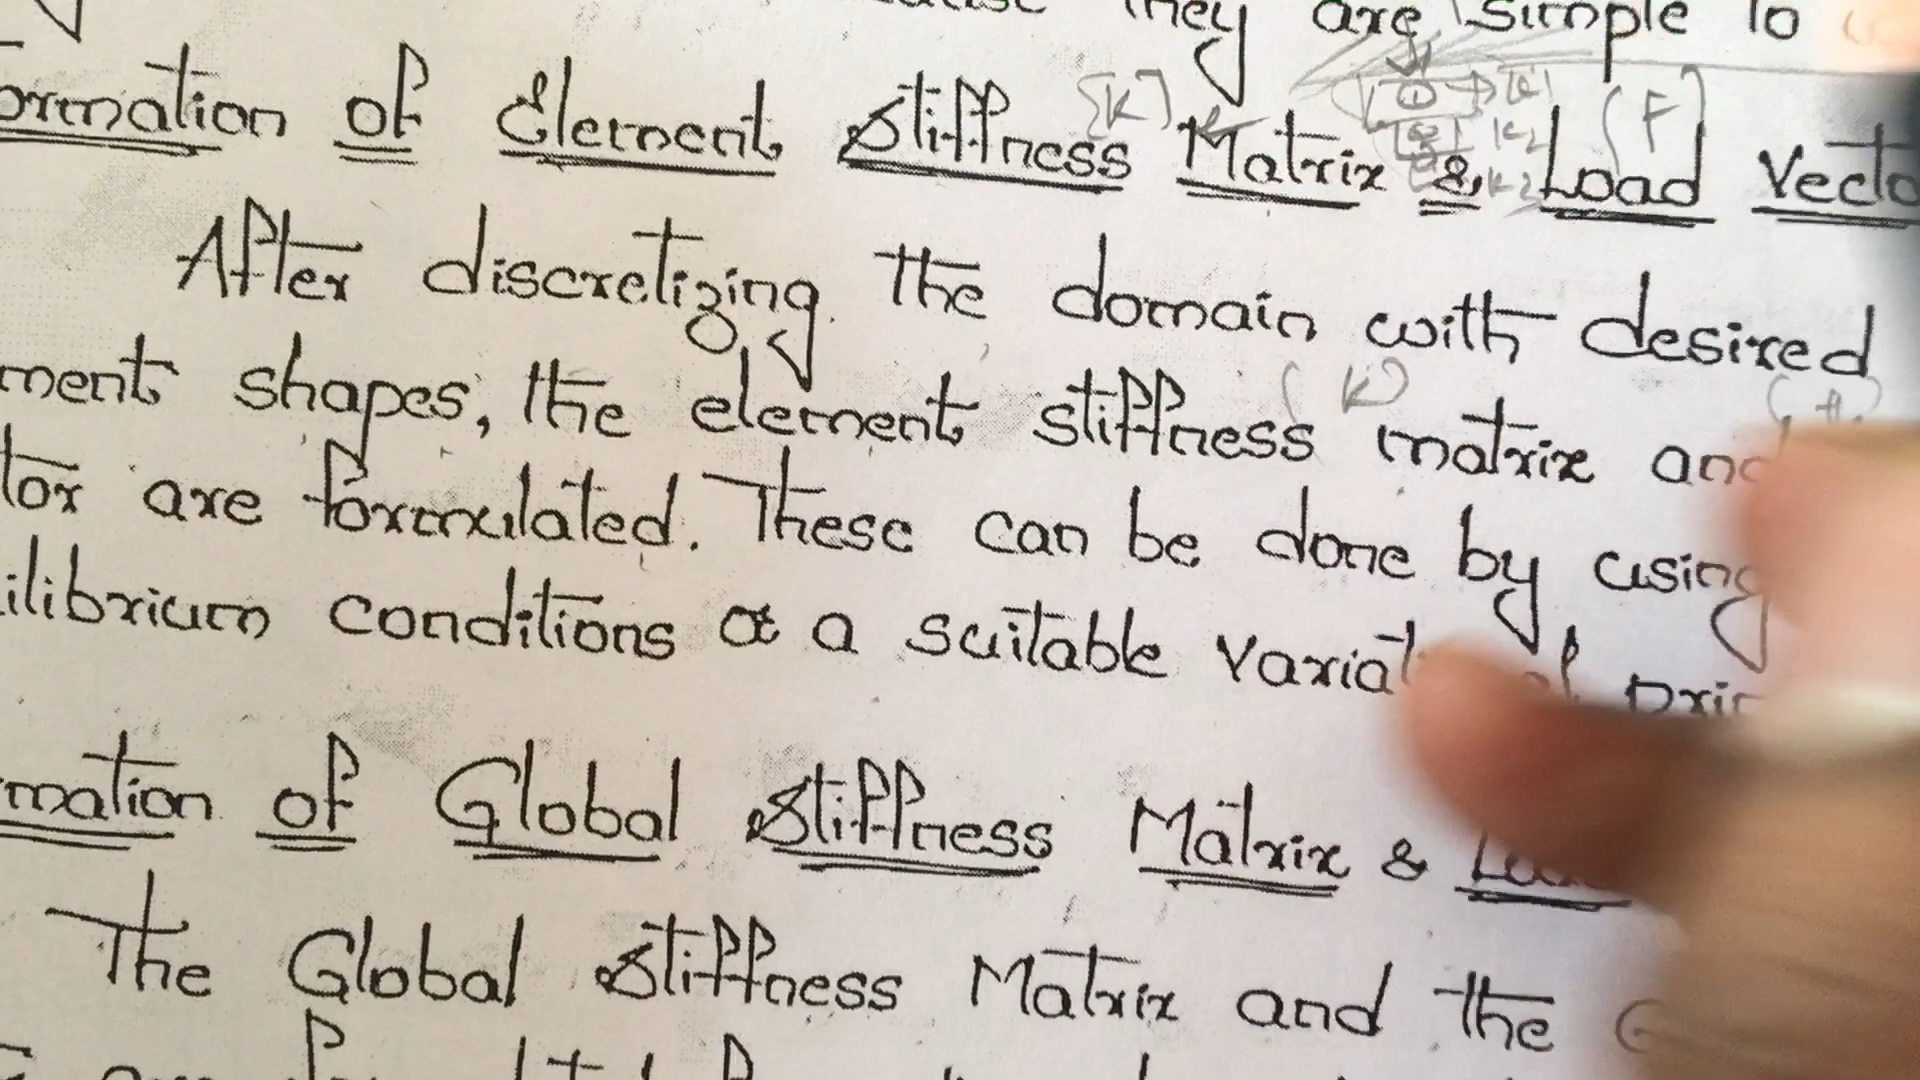 they are simple to
ormation of Element Stiffness Matrix & Load Vecto
[K] [F]
After discretizing the domain with desired
ment shapes, the element stiffness matrix and
(K)
tor are formulated. These can be done by using
ilibrium conditions or a suitable Variat
mation of Global Stiffness Matrix &
The Global Stiffness Matrix and the G